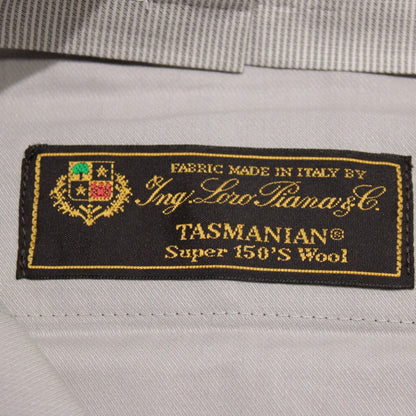 FABRIC MADE IN ITALY BY
Ing. Loro Piana & C.
TASMANIAN®
Super 150'S Wool